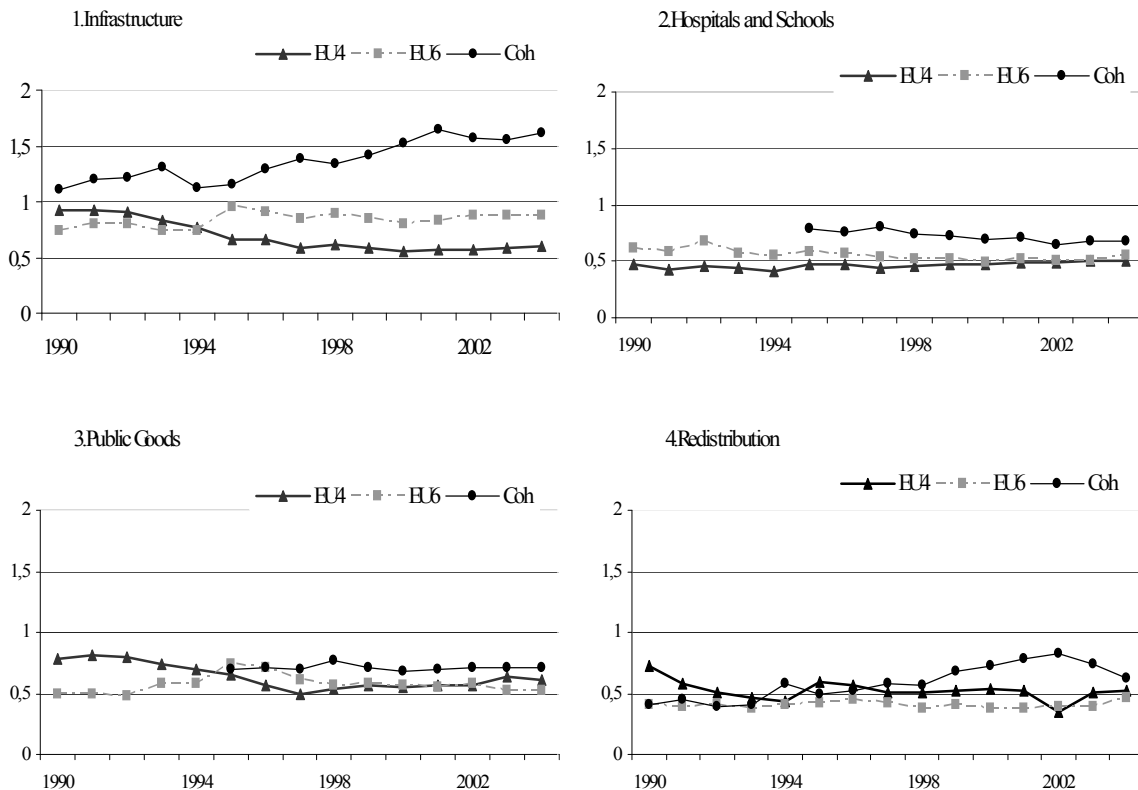 1.Infrastructure
EU4 EU6 Coh
2
1,5
1
0,5
0
1990 1994 1998 2002
2.Hospitals and Schools
EU4 EU6 Coh
2
1,5
1
0,5
0
1990 1994 1998 2002
3.Public Goods
EU4 EU6 Coh
2
1,5
1
0,5
0
1990 1994 1998 2002
4.Redistribution
EU4 EU6 Coh
2
1,5
1
0,5
0
1990 1994 1998 2002